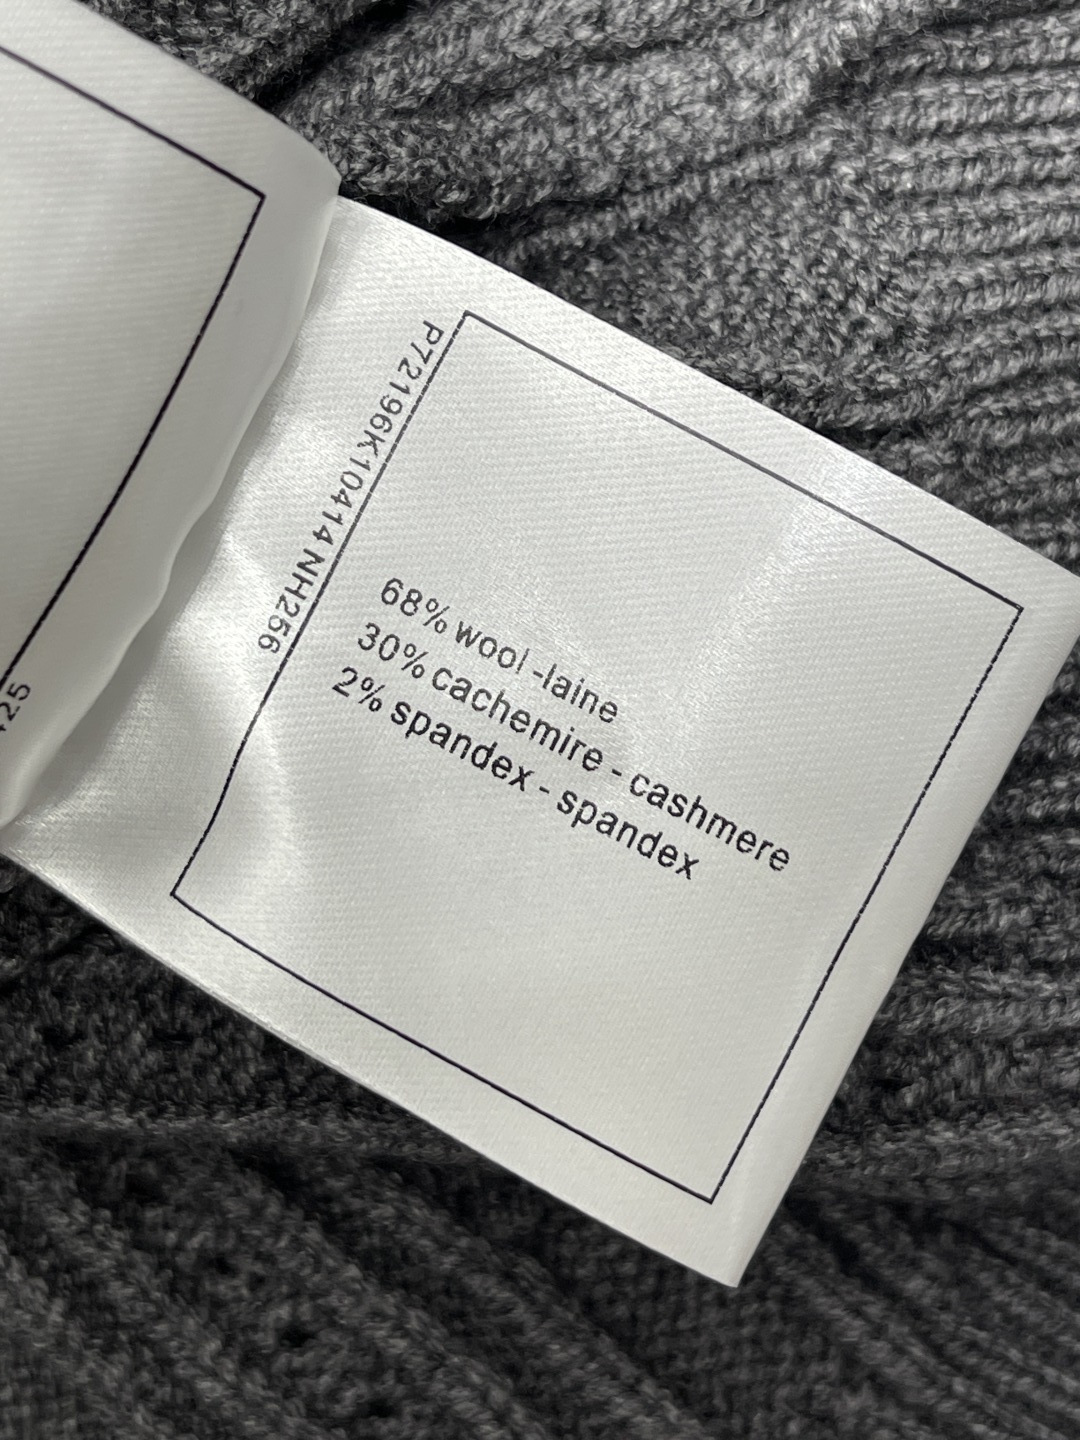 P72196K10414 NH256
68% wool -laine
30% cachemire - cashmere
2% spandex - spandex